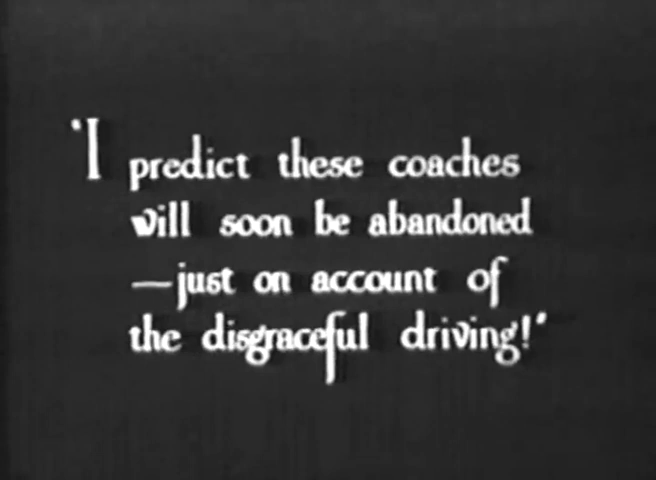 "I predict these coaches
will soon be abandoned
—just on account of
the disgraceful driving!"